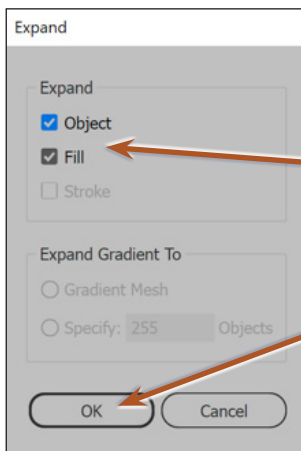 Expand
Expand
Object
Fill
Stroke
Expand Gradient To
Gradient Mesh
Specify: 255 Objects
OK Cancel